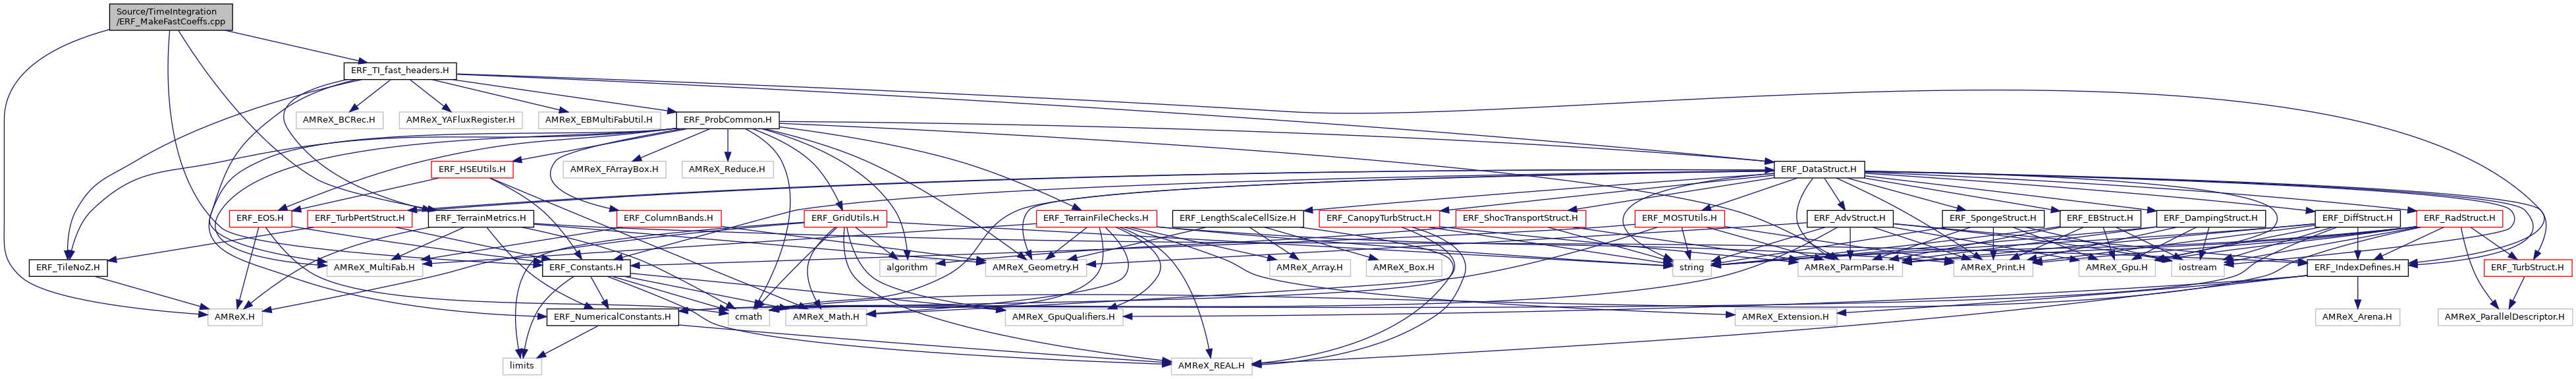 Source/TimeIntegration
/ERF_MakeFastCoeffs.cpp
ERF_TI_fast_headers.H
AMReX_BCRec.H
AMReX_YAFluxRegister.H
AMReX_EBMultiFabUtil.H
ERF_ProbCommon.H
ERF_HSEUtils.H
AMReX_FArrayBox.H
AMReX_Reduce.H
ERF_DataStruct.H
ERF_EOS.H
ERF_TurbPertStruct.H
ERF_TerrainMetrics.H
ERF_ColumnBands.H
ERF_GridUtils.H
ERF_TerrainFileChecks.H
ERF_LengthScaleCellSize.H
ERF_CanopyTurbStruct.H
ERF_ShocTransportStruct.H
ERF_MOSTUtils.H
ERF_AdvStruct.H
ERF_SpongeStruct.H
ERF_EBStruct.H
ERF_DampingStruct.H
ERF_DiffStruct.H
ERF_RadStruct.H
ERF_TileNoZ.H
AMReX_MultiFab.H
ERF_Constants.H
algorithm
AMReX_Geometry.H
AMReX_Array.H
AMReX_Box.H
string
AMReX_ParmParse.H
AMReX_Print.H
AMReX_Gpu.H
iostream
ERF_IndexDefines.H
ERF_TurbStruct.H
AMReX.H
ERF_NumericalConstants.H
cmath
AMReX_Math.H
AMReX_GpuQualifiers.H
AMReX_Extension.H
AMReX_Arena.H
AMReX_ParallelDescriptor.H
limits
AMReX_REAL.H